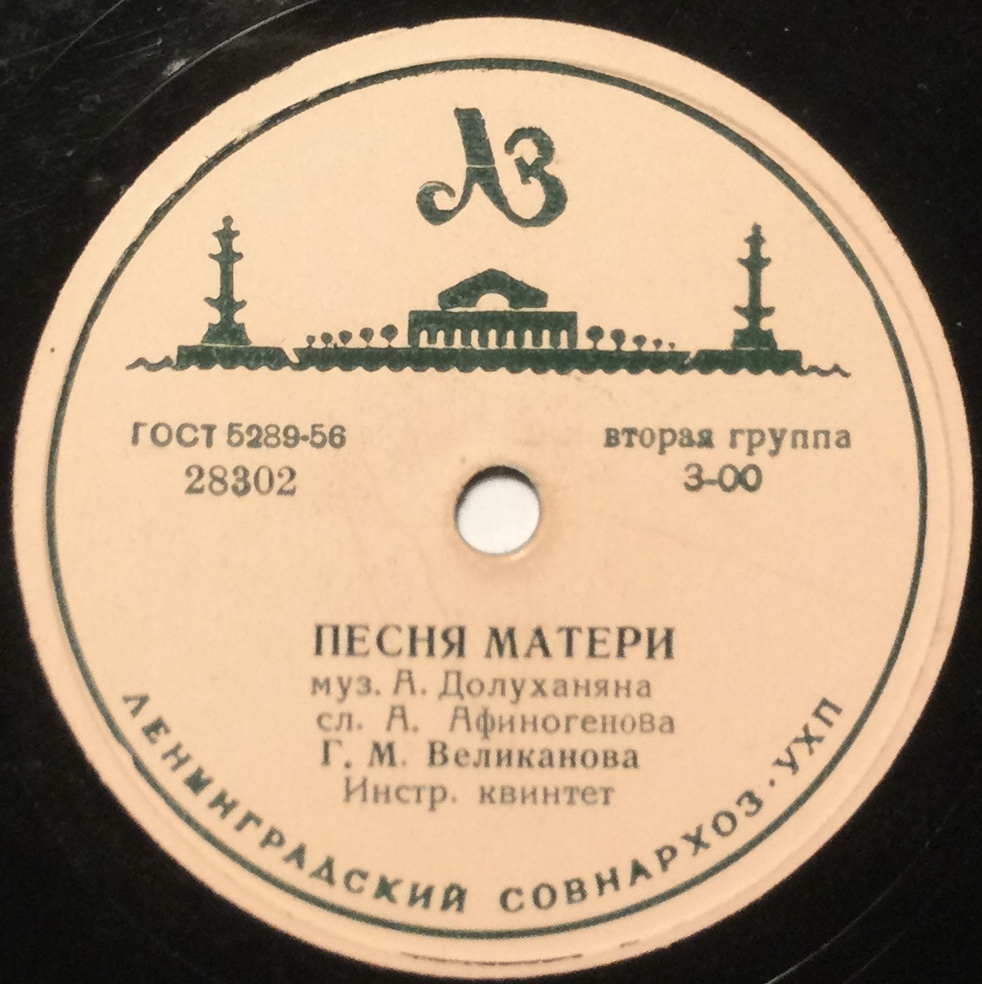 АЗ
ГОСТ 5289-56
28302
вторая группа
3-00
ПЕСНЯ МАТЕРИ
муз. А. Долуханяна
сл. А. Афиногенова
Г. М. Великанова
Инстр. квинтет
ЛЕНИНГРАДСКИЙ СОВНАРХОЗ · УХП